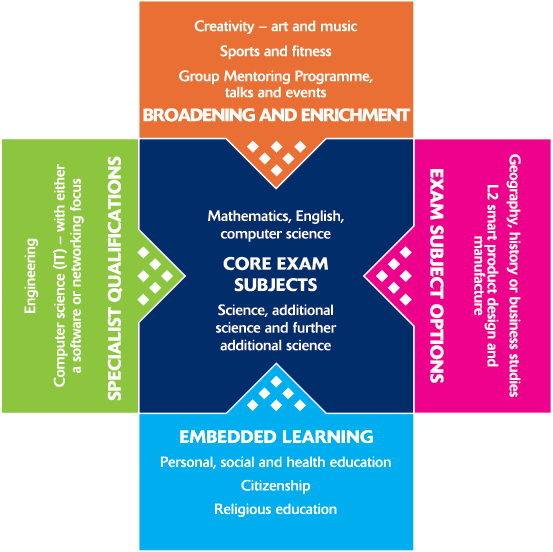 Creativity – art and music
Sports and fitness
Group Mentoring Programme,
talks and events
BROADENING AND ENRICHMENT
Engineering
Computer science (IT) – with either
a software or networking focus
SPECIALIST QUALIFICATIONS
Mathematics, English,
computer science
CORE EXAM
SUBJECTS
Science, additional
science and further
additional science
Geography, history or business studies
L2 smart product design and
manufacture
EXAM SUBJECT OPTIONS
EMBEDDED LEARNING
Personal, social and health education
Citizenship
Religious education